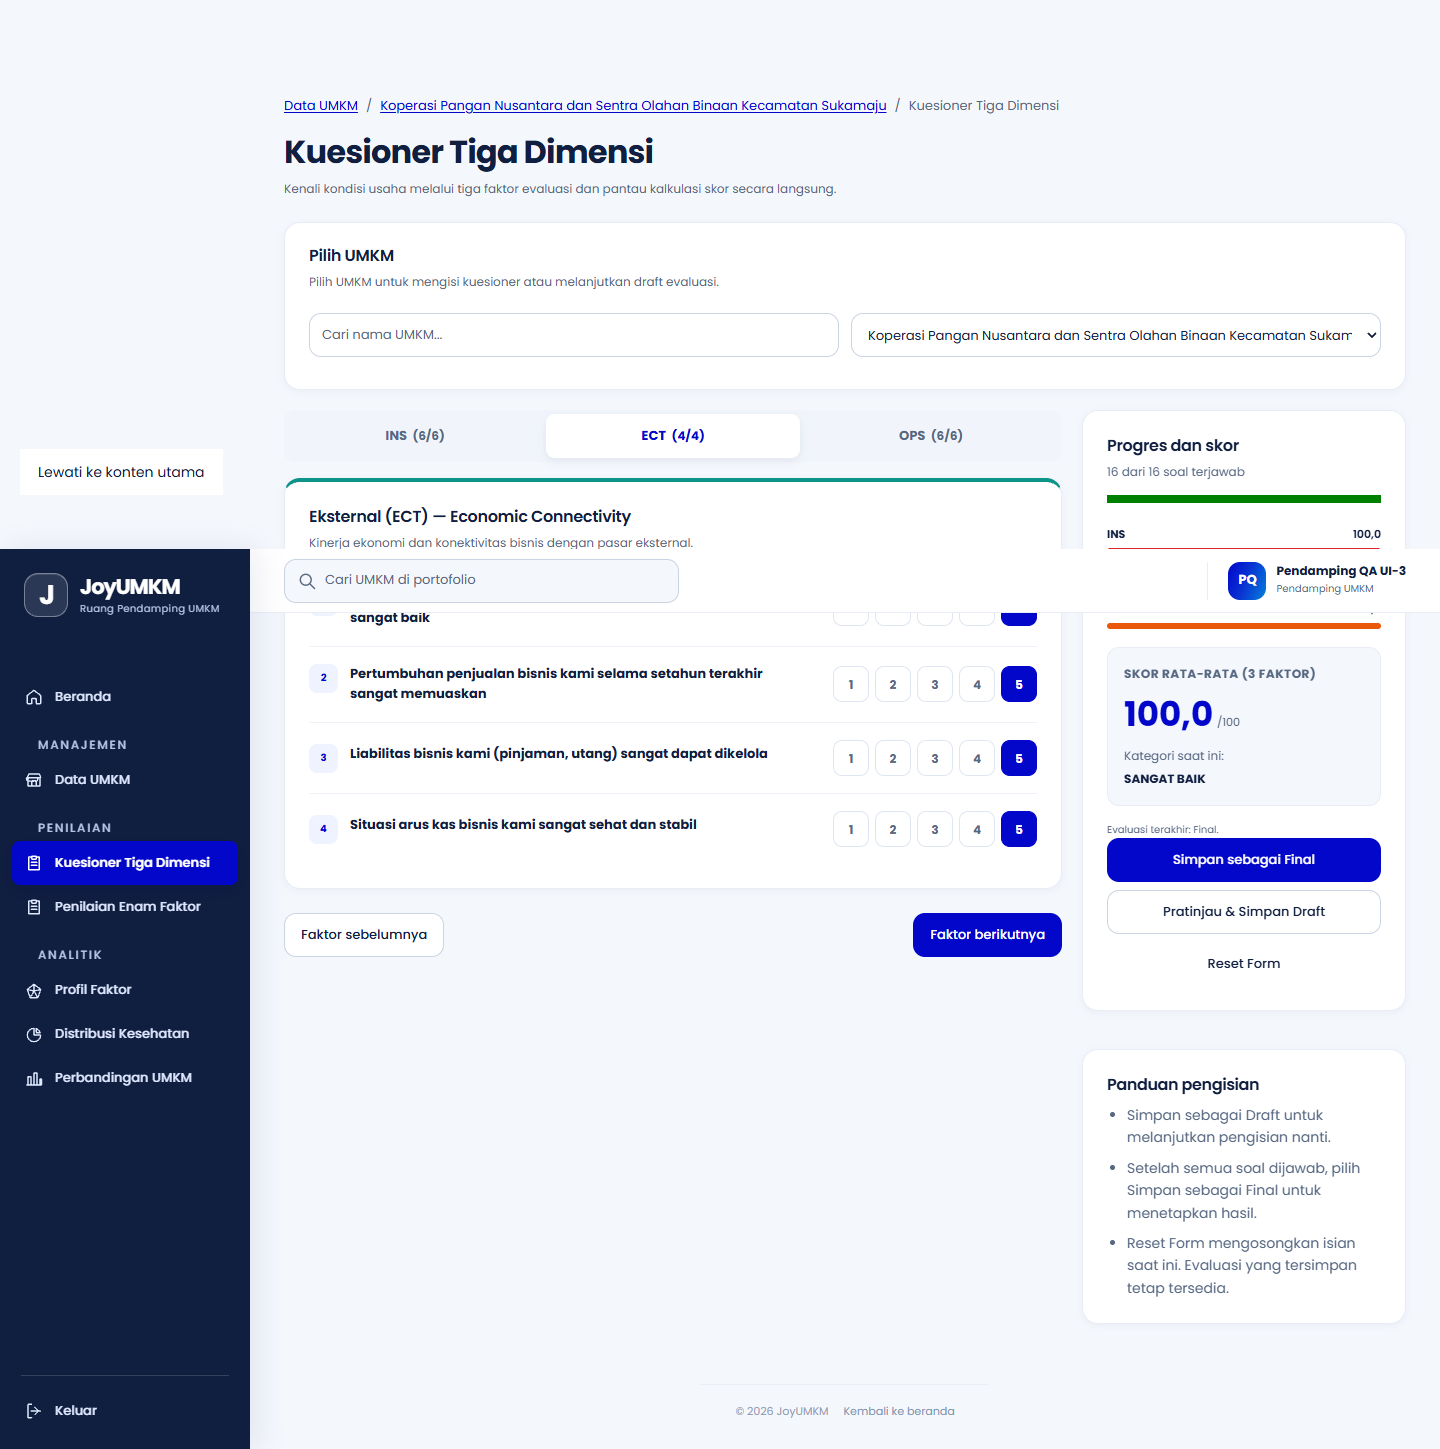 Data UMKM / Koperasi Pangan Nusantara dan Sentra Olahan Binaan Kecamatan Sukamaju / Kuesioner Tiga Dimensi
Kuesioner Tiga Dimensi
Kenali kondisi usaha melalui tiga faktor evaluasi dan pantau kalkulasi skor secara langsung.
Pilih UMKM
Pilih UMKM untuk mengisi kuesioner atau melanjutkan draft evaluasi.
Cari nama UMKM...
Koperasi Pangan Nusantara dan Sentra Olahan Binaan Kecamatan Sukam
INS (6/6)
ECT (4/4)
OPS (6/6)
Lewati ke konten utama
Eksternal (ECT) — Economic Connectivity
Kinerja ekonomi dan konektivitas bisnis dengan pasar eksternal.
Progres dan skor
16 dari 16 soal terjawab
INS 100,0
J
JoyUMKM
Ruang Pendamping UMKM
Cari UMKM di portofolio
PQ
Pendamping QA UI-3
Pendamping UMKM
Beranda
MANAJEMEN
Data UMKM
PENILAIAN
Kuesioner Tiga Dimensi
Penilaian Enam Faktor
ANALITIK
Profil Faktor
Distribusi Kesehatan
Perbandingan UMKM
Keluar
sangat baik
2 Pertumbuhan penjualan bisnis kami selama setahun terakhir
sangat memuaskan
1 2 3 4 5
3 Liabilitas bisnis kami (pinjaman, utang) sangat dapat dikelola
1 2 3 4 5
4 Situasi arus kas bisnis kami sangat sehat dan stabil
1 2 3 4 5
Faktor sebelumnya
Faktor berikutnya
SKOR RATA-RATA (3 FAKTOR)
100,0 /100
Kategori saat ini:
SANGAT BAIK
Evaluasi terakhir: Final.
Simpan sebagai Final
Pratinjau & Simpan Draft
Reset Form
Panduan pengisian
• Simpan sebagai Draft untuk
melanjutkan pengisian nanti.
• Setelah semua soal dijawab, pilih
Simpan sebagai Final untuk
menetapkan hasil.
• Reset Form mengosongkan isian
saat ini. Evaluasi yang tersimpan
tetap tersedia.
© 2026 JoyUMKM Kembali ke beranda